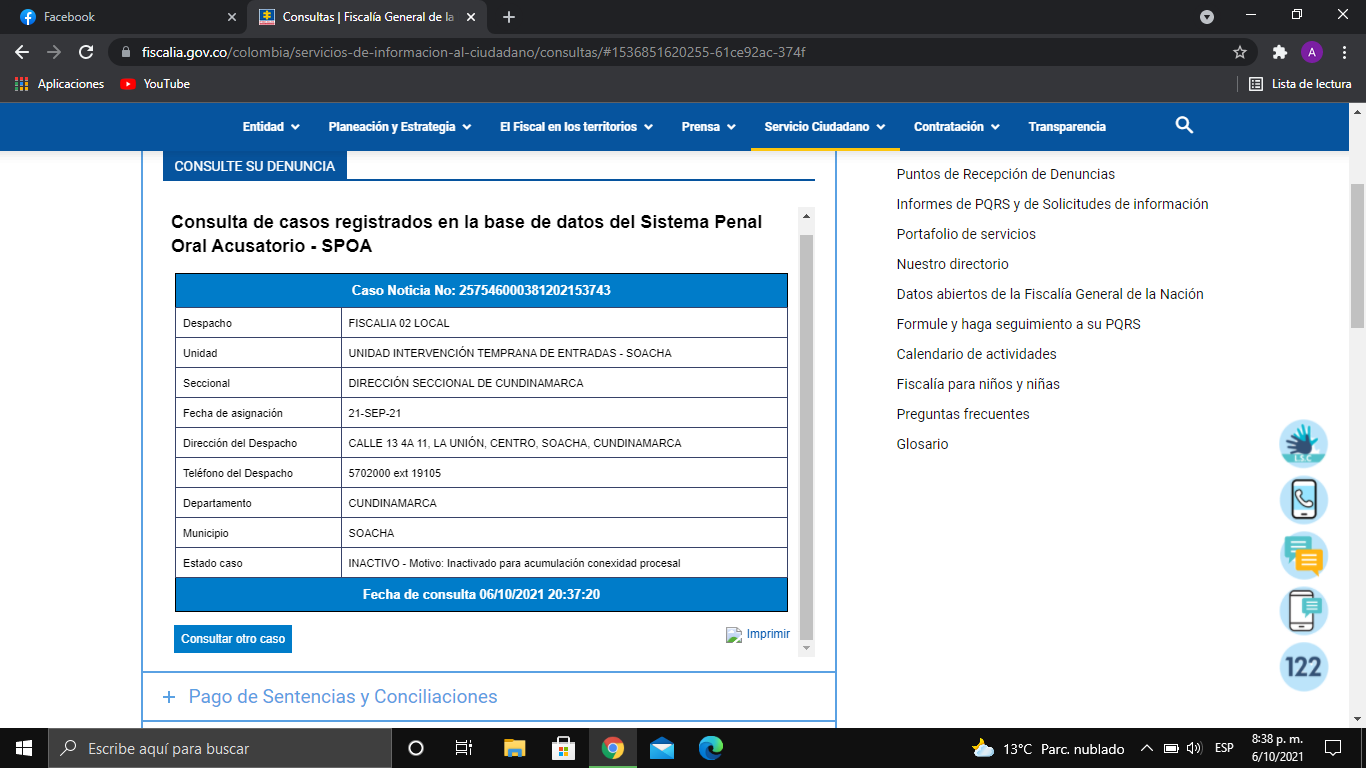 Facebook
Consultas | Fiscalía General de la
fiscalia.gov.co/colombia/servicios-de-informacion-al-ciudadano/consultas/#1536851620255-61ce92ac-374f
A
Aplicaciones
YouTube
Lista de lectura
Entidad
Planeación y Estrategia
El Fiscal en los territorios
Prensa
Servicio Ciudadano
Contratación
Transparencia
CONSULTE SU DENUNCIA
Consulta de casos registrados en la base de datos del Sistema Penal
Oral Acusatorio - SPOA
Caso Noticia No: 257546000381202153743
Despacho FISCALIA 02 LOCAL
Unidad UNIDAD INTERVENCIÓN TEMPRANA DE ENTRADAS - SOACHA
Seccional DIRECCIÓN SECCIONAL DE CUNDINAMARCA
Fecha de asignación 21-SEP-21
Dirección del Despacho CALLE 13 4A 11, LA UNIÓN, CENTRO, SOACHA, CUNDINAMARCA
Teléfono del Despacho 5702000 ext 19105
Departamento CUNDINAMARCA
Municipio SOACHA
Estado caso INACTIVO - Motivo: Inactivado para acumulación conexidad procesal
Fecha de consulta 06/10/2021 20:37:20
Consultar otro caso
Imprimir
+ Pago de Sentencias y Conciliaciones
Puntos de Recepción de Denuncias
Informes de PQRS y de Solicitudes de información
Portafolio de servicios
Nuestro directorio
Datos abiertos de la Fiscalía General de la Nación
Formule y haga seguimiento a su PQRS
Calendario de actividades
Fiscalía para niños y niñas
Preguntas frecuentes
Glosario
L.S.C
122
Escribe aquí para buscar
13°C Parc. nublado
ESP
8:38 p. m.
6/10/2021